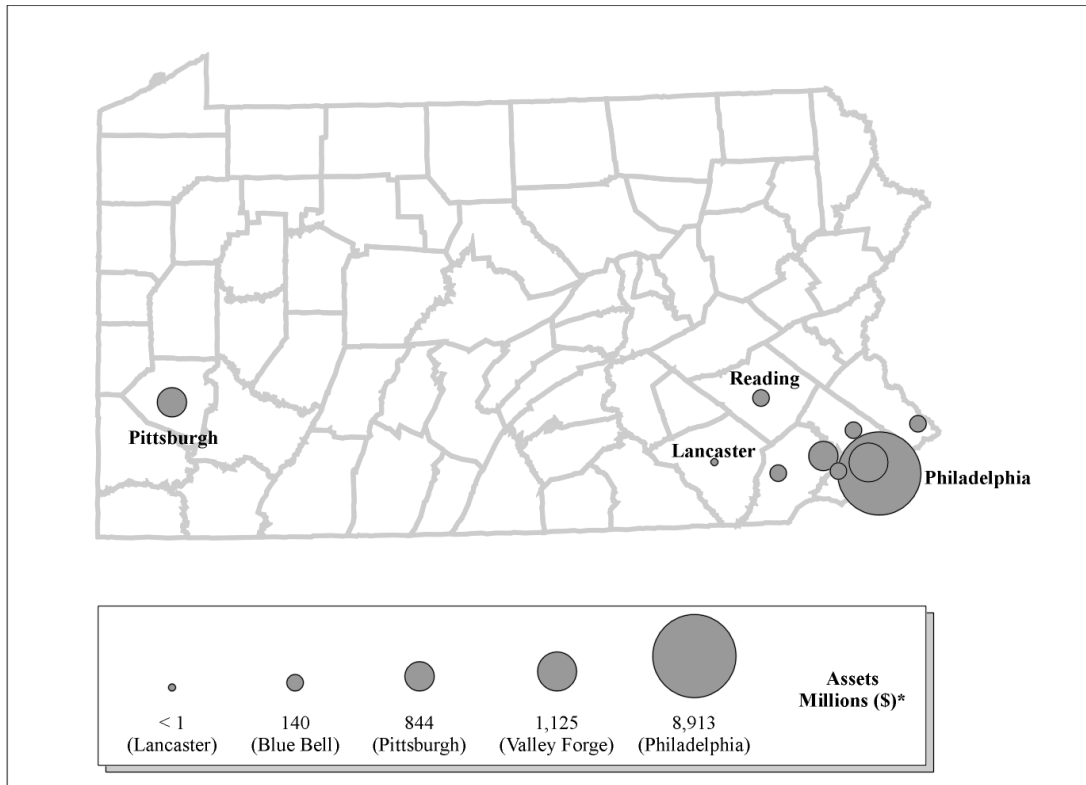 Reading
Lancaster
Pittsburgh
Philadelphia
< 1
(Lancaster)
140
(Blue Bell)
844
(Pittsburgh)
1,125
(Valley Forge)
8,913
(Philadelphia)
Assets
Millions ($)*